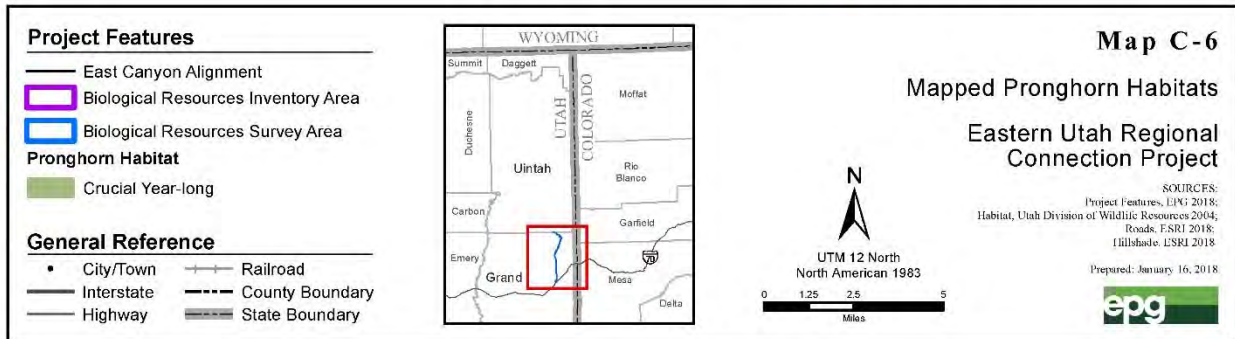 Project Features
East Canyon Alignment
Biological Resources Inventory Area
Biological Resources Survey Area
Pronghorn Habitat
Crucial Year-long
General Reference
City/Town
Railroad
Interstate
County Boundary
Highway
State Boundary
WYOMING
Summit
Daggett
Moffat
UTAH
COLORADO
Duchesne
Uintah
Rio
Blanco
Carbon
Garfield
Emery
Grand
70
Mesa
Delta
N
UTM 12 North
North American 1983
0 1.25 2.5 5
Miles
Map C-6
Mapped Pronghorn Habitats
Eastern Utah Regional
Connection Project
SOURCES:
Project Features, EPG 2018;
Habitat, Utah Division of Wildlife Resources 2004;
Roads, ESRI 2018;
Hillshade, ESRI 2018
Prepared: January 16, 2018
epg